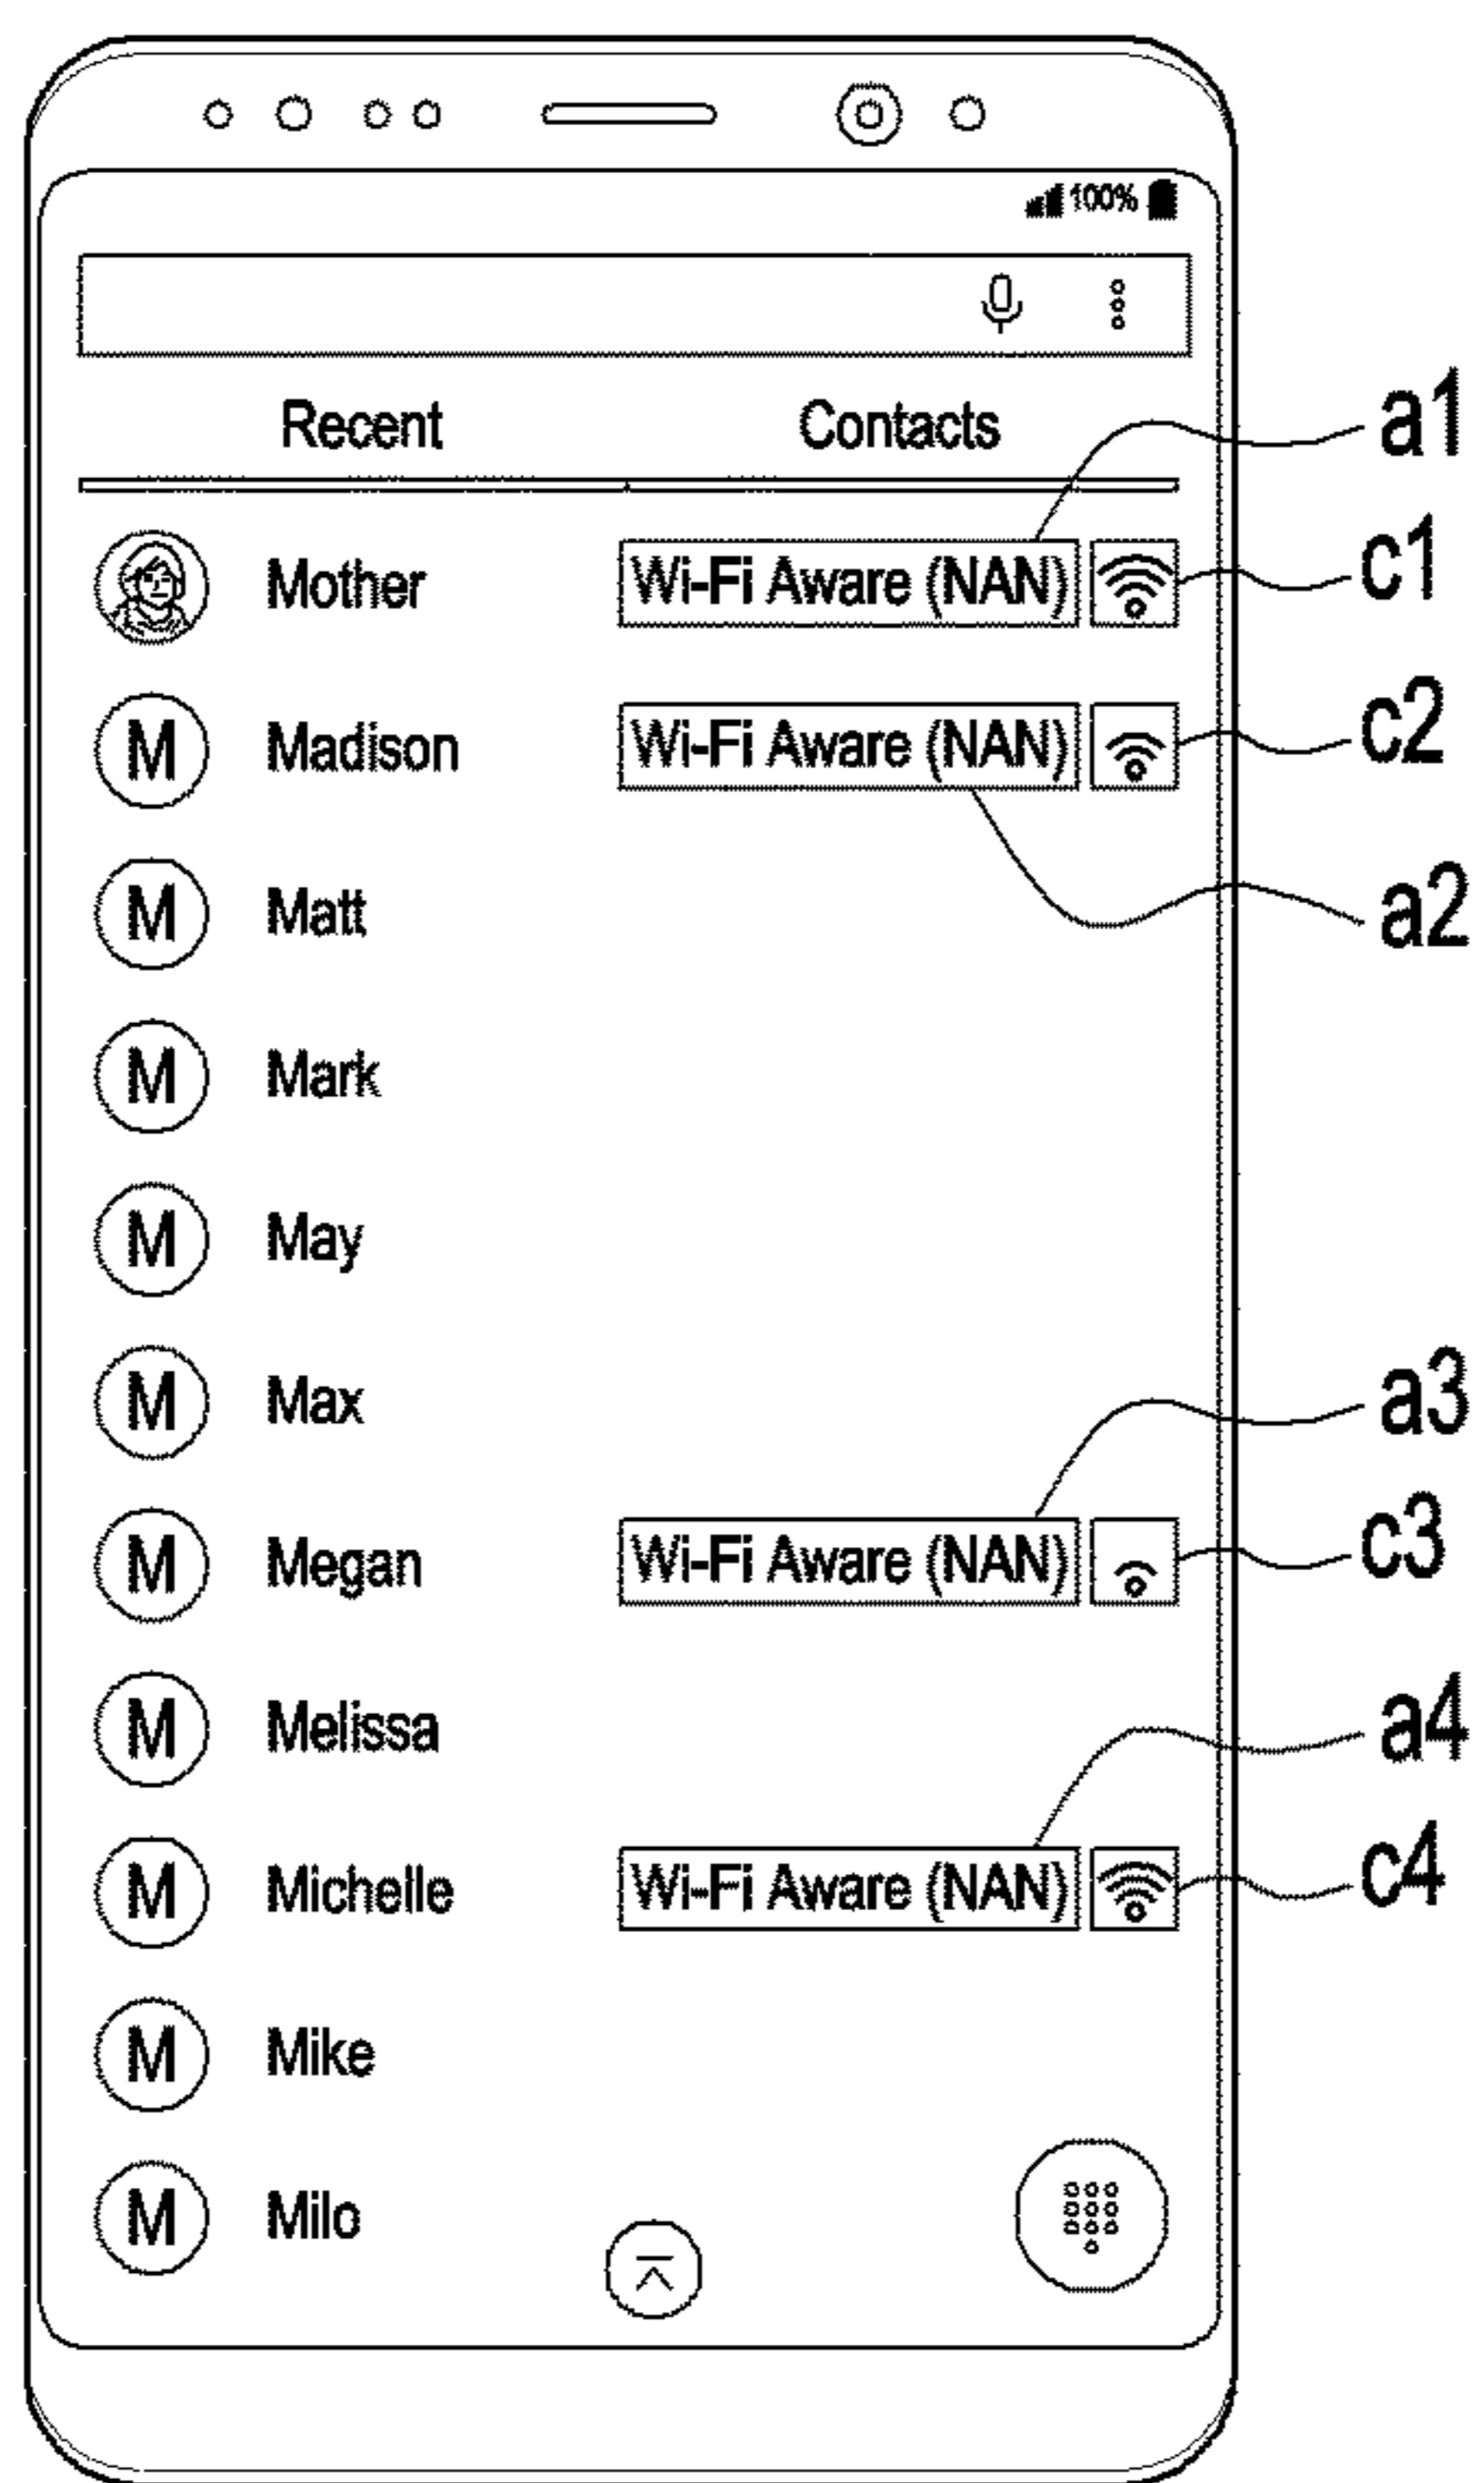 100%
Recent Contacts a1
Mother Wi-Fi Aware (NAN) c1
M Madison Wi-Fi Aware (NAN) c2
M Matt a2
M Mark
M May
M Max a3
M Megan Wi-Fi Aware (NAN) c3
M Melissa a4
M Michelle Wi-Fi Aware (NAN) c4
M Mike
M Milo